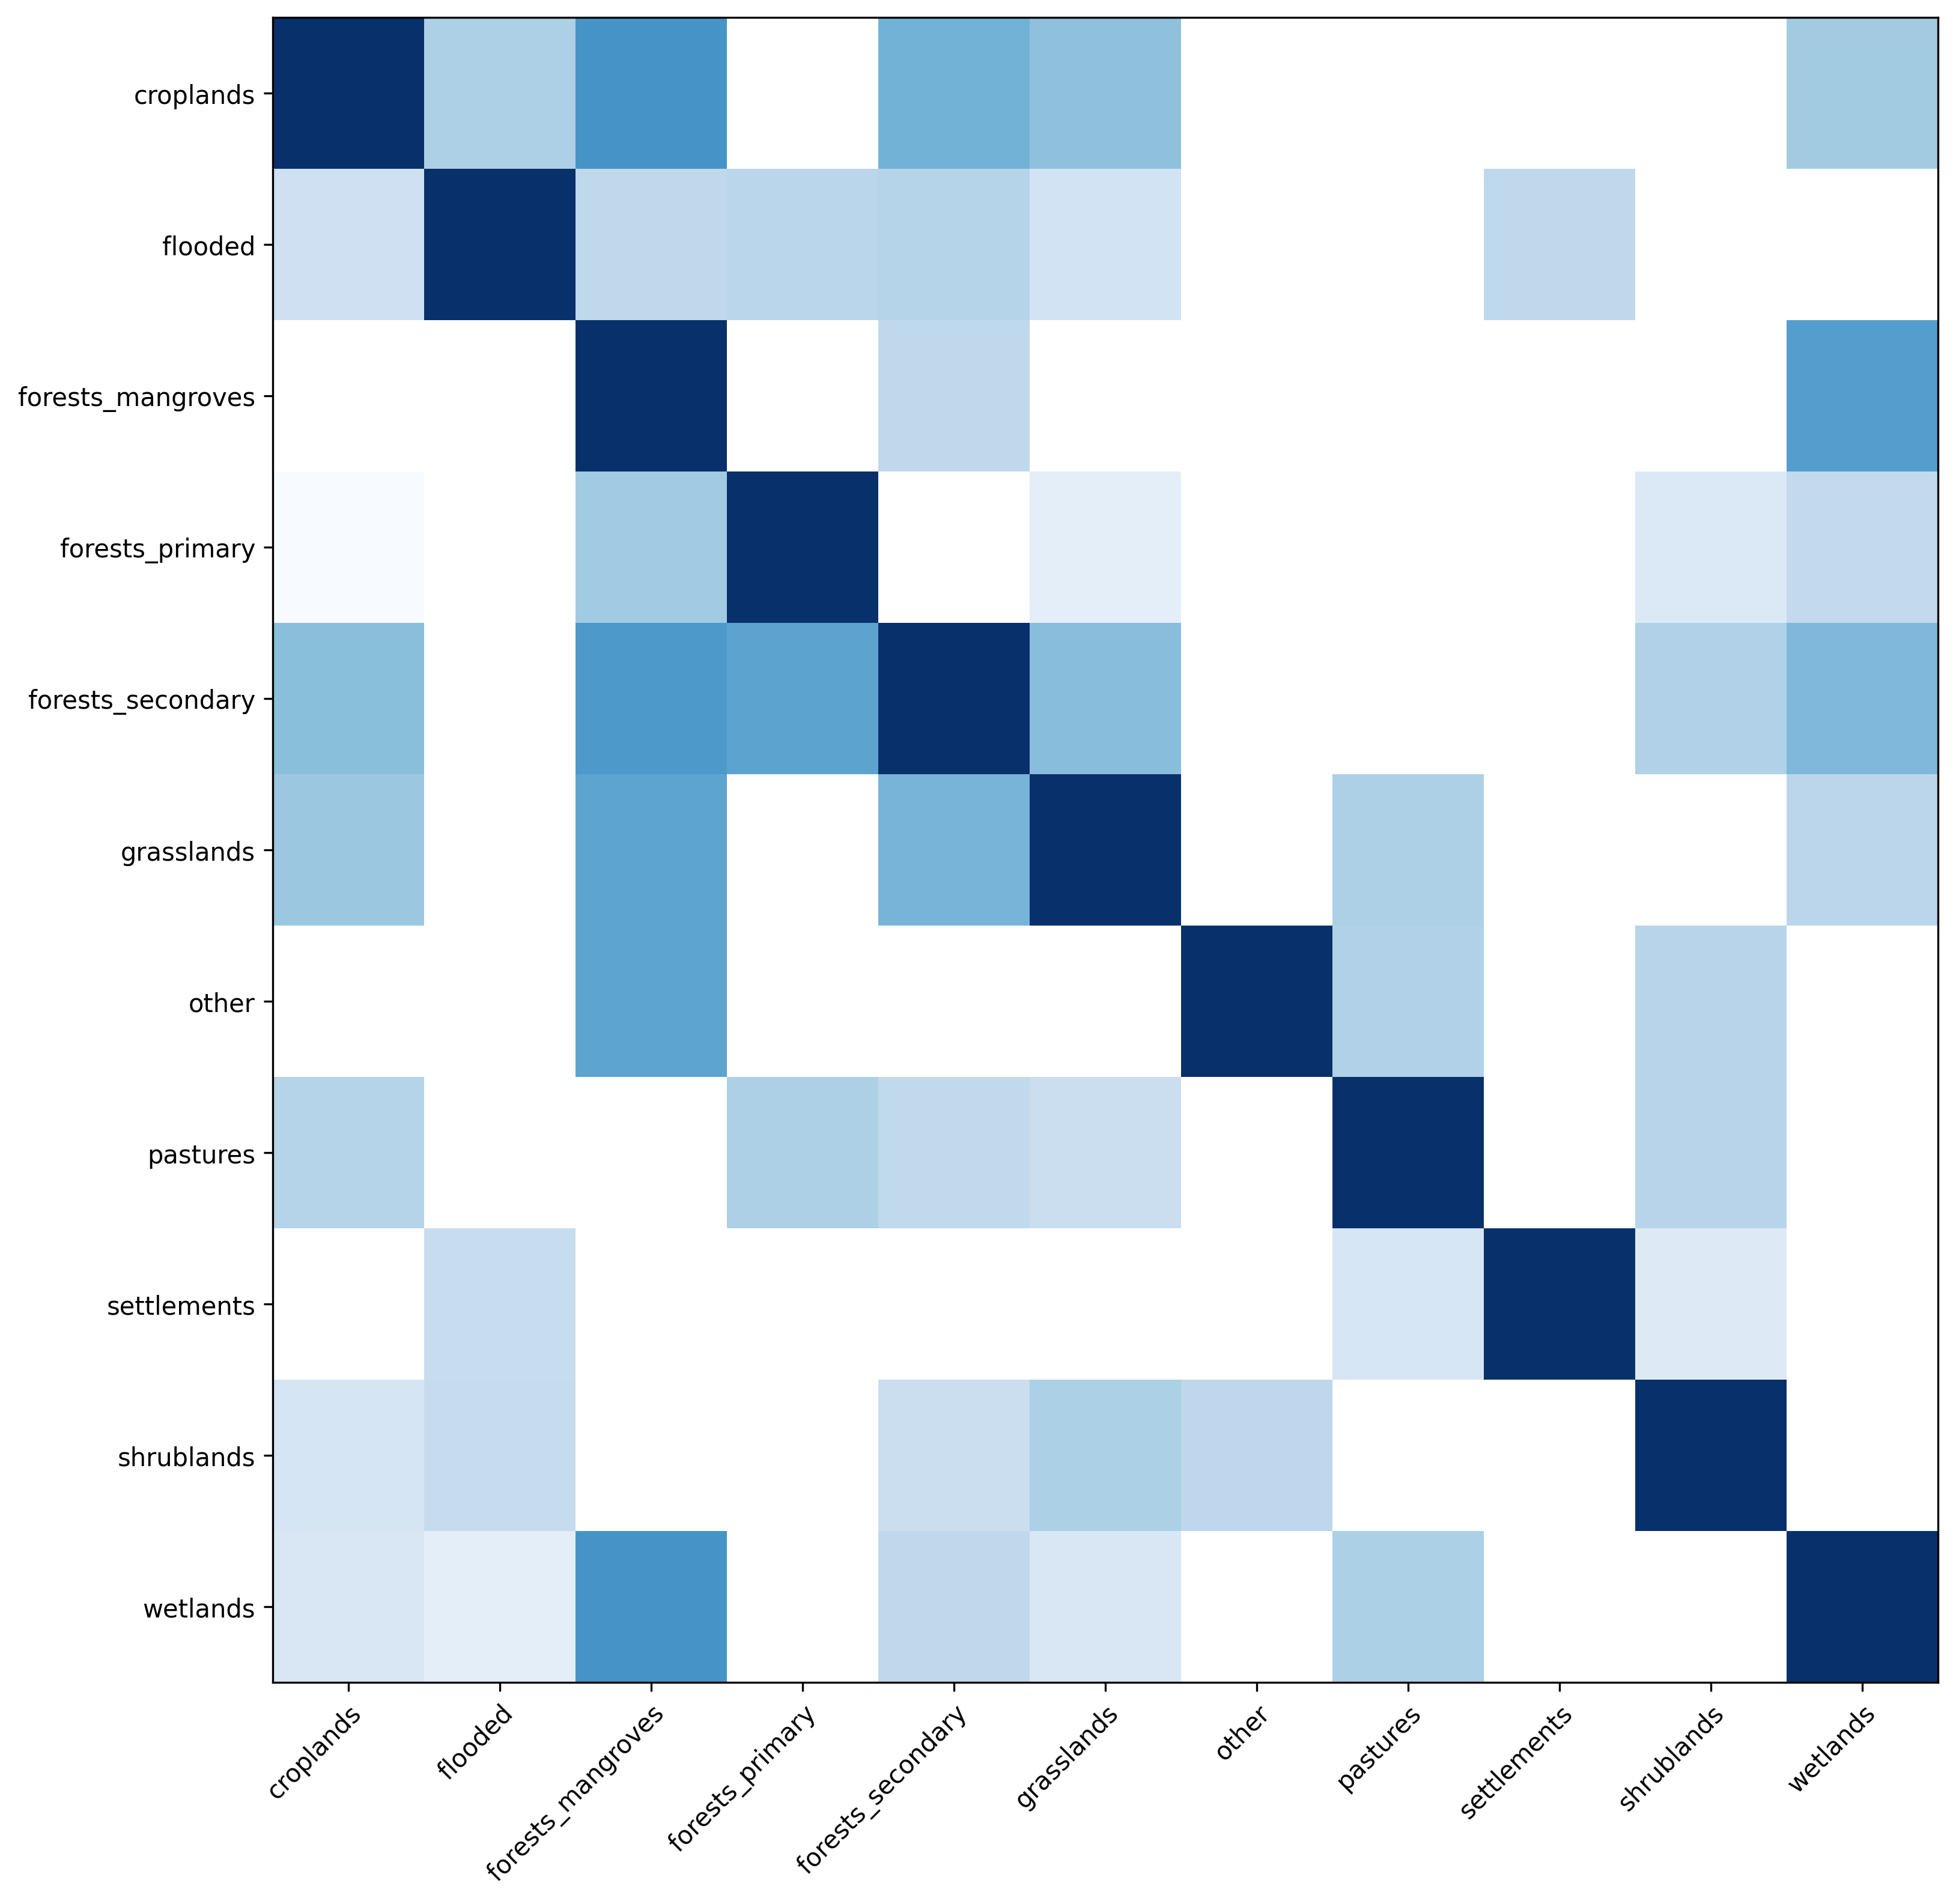 croplands
flooded
forests_mangroves
forests_primary
forests_secondary
grasslands
other
pastures
settlements
shrublands
wetlands
croplands
flooded
forests_mangroves
forests_primary
forests_secondary
grasslands
other
pastures
settlements
shrublands
wetlands